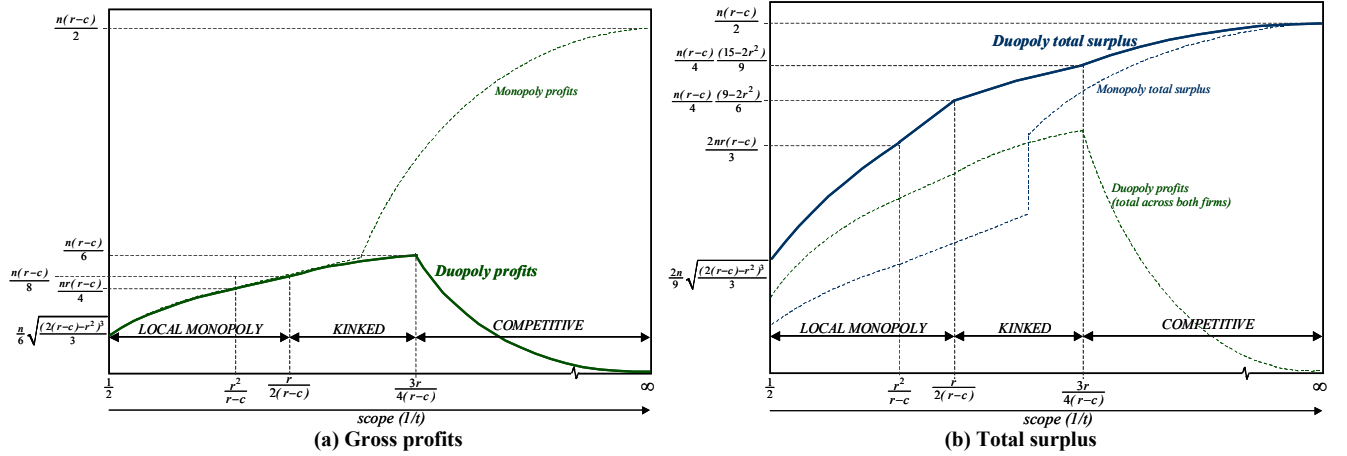 n(r−c)/2
Monopoly profits
n(r−c)/6
n(r−c)/8
nr(r−c)/4
Duopoly profits
n/6 √((2(r−c)−r²)³/3)
LOCAL MONOPOLY
KINKED
COMPETITIVE
1/2
r²/(r−c)
r/2(r−c)
3r/4(r−c)
∞
scope (1/t)
(a) Gross profits
n(r−c)/2
Duopoly total surplus
n(r−c)/4 (15−2r²)/9
Monopoly total surplus
n(r−c)/4 (9−2r²)/6
2nr(r−c)/3
Duopoly profits
(total across both firms)
2n/9 √((2(r−c)−r²)³/3)
LOCAL MONOPOLY
KINKED
COMPETITIVE
1/2
r²/(r−c)
r/2(r−c)
3r/4(r−c)
∞
scope (1/t)
(b) Total surplus